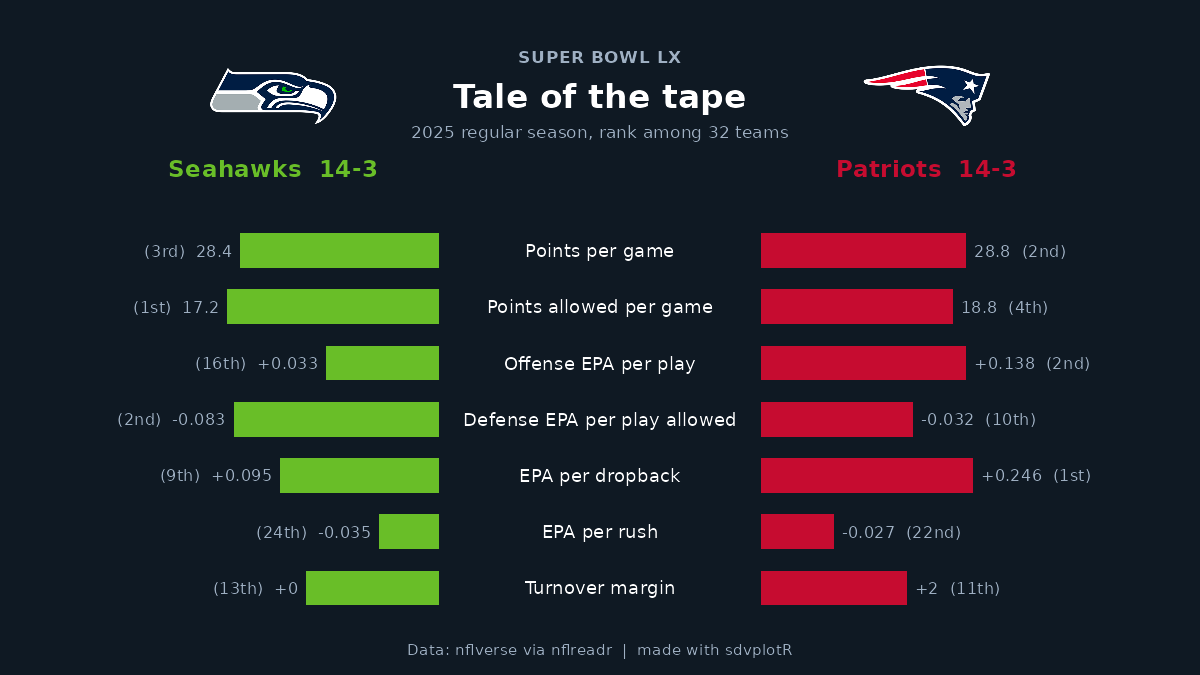 SUPER BOWL LX
Tale of the tape
2025 regular season, rank among 32 teams
Seahawks 14-3
Patriots 14-3
(3rd) 28.4 Points per game 28.8 (2nd)
(1st) 17.2 Points allowed per game 18.8 (4th)
(16th) +0.033 Offense EPA per play +0.138 (2nd)
(2nd) -0.083 Defense EPA per play allowed -0.032 (10th)
(9th) +0.095 EPA per dropback +0.246 (1st)
(24th) -0.035 EPA per rush -0.027 (22nd)
(13th) +0 Turnover margin +2 (11th)
Data: nflverse via nflreadr | made with sdvplotR